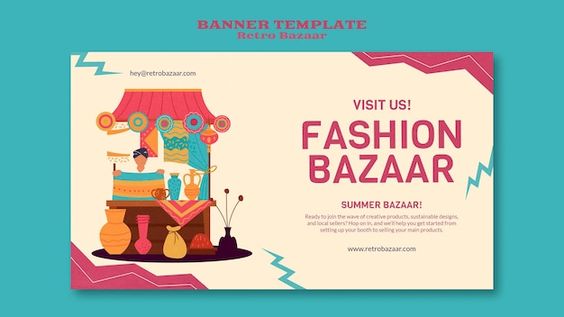 BANNER TEMPLATE
Retro Bazaar
hey@retrobazaar.com
VISIT US!
FASHION
BAZAAR
SUMMER BAZAAR!
Ready to join the wave of creative products, sustainable designs,
and local sellers? Hop on in, and we'll help you get started from
setting up your booth to selling your main products.
www.retrobazaar.com